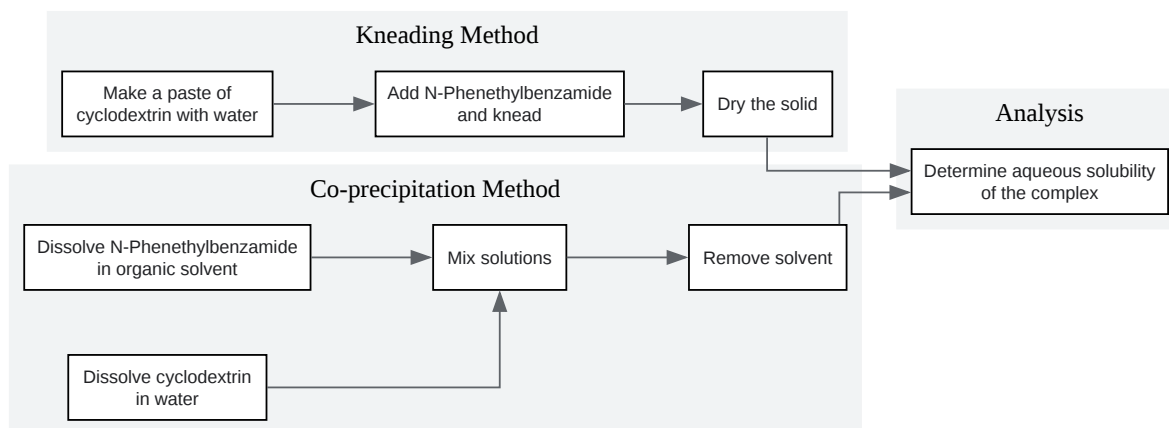 Kneading Method
Make a paste of
cyclodextrin with water
Add N-Phenethylbenzamide
and knead
Dry the solid
Analysis
Determine aqueous solubility
of the complex
Co-precipitation Method
Dissolve N-Phenethylbenzamide
in organic solvent
Mix solutions
Remove solvent
Dissolve cyclodextrin
in water